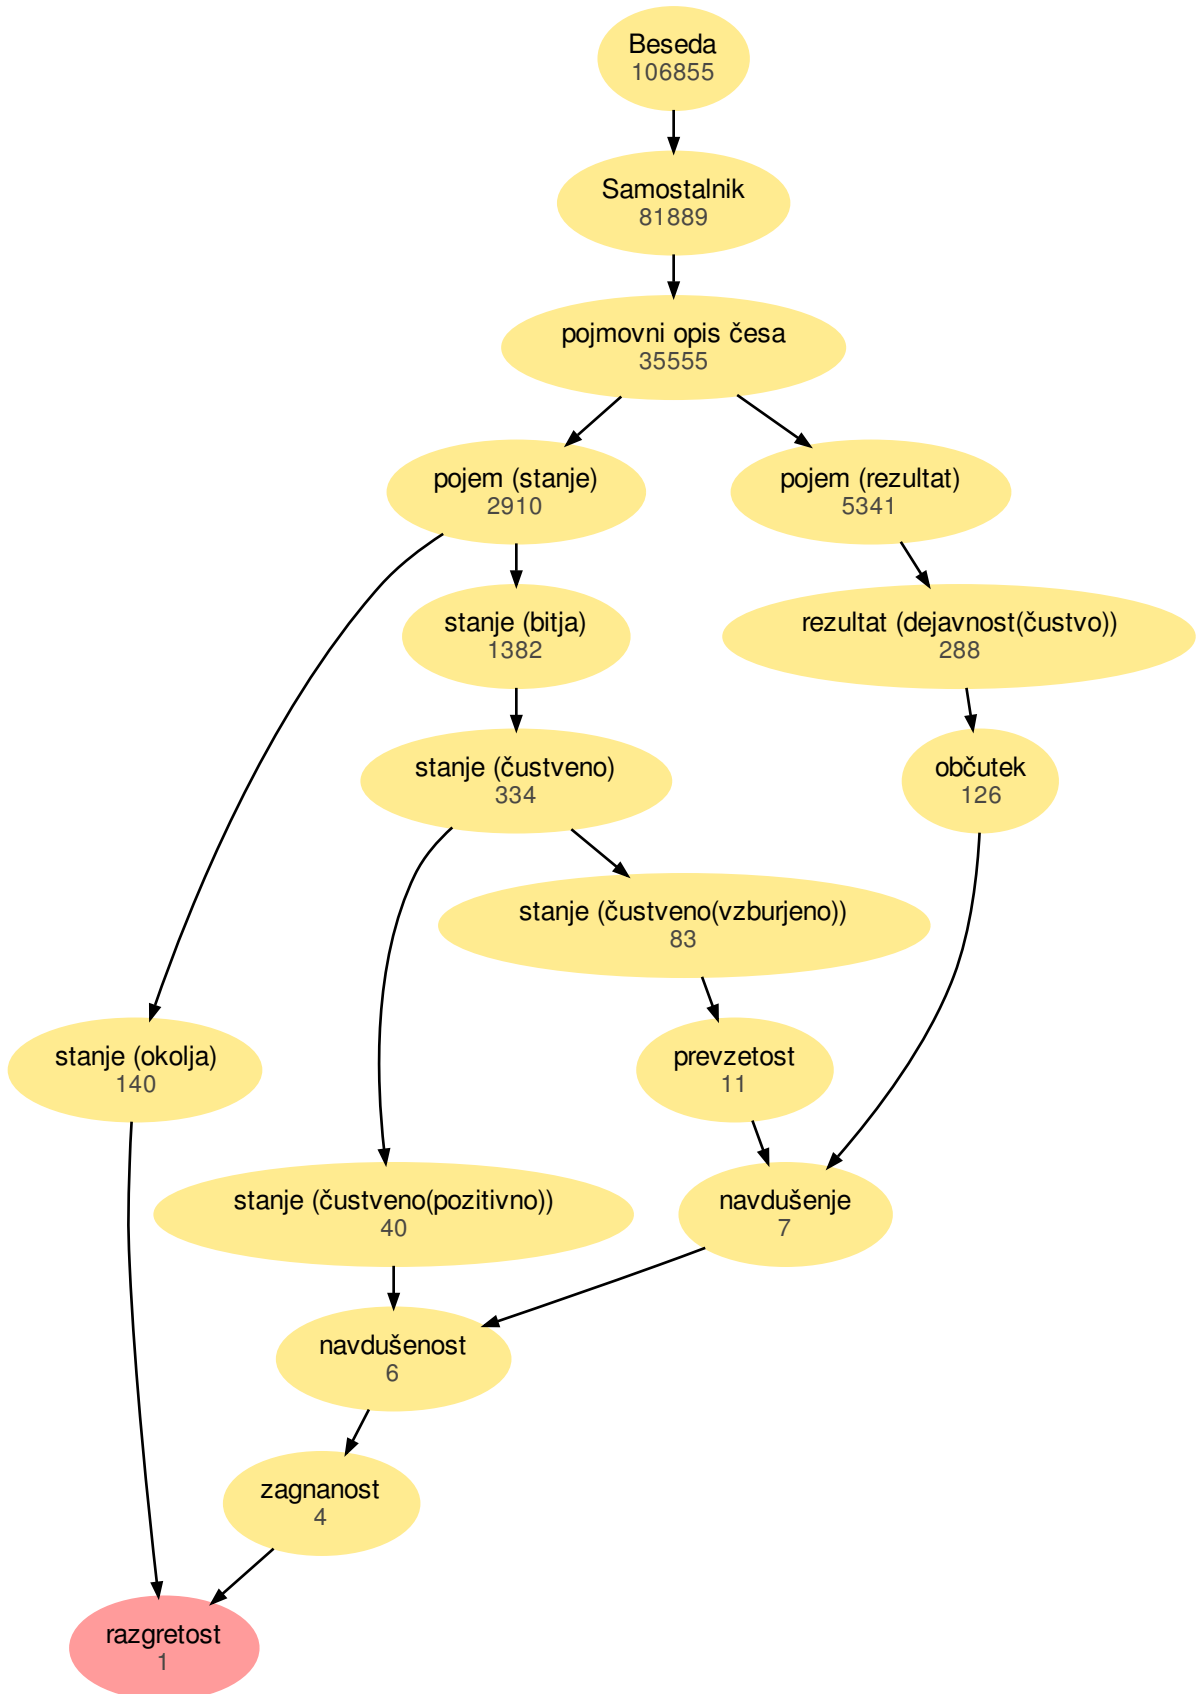 Beseda
106855
Samostalnik
81889
pojmovni opis česa
35555
pojem (stanje)
2910
pojem (rezultat)
5341
stanje (bitja)
1382
rezultat (dejavnost(čustvo))
288
stanje (čustveno)
334
občutek
126
stanje (čustveno(vzburjeno))
83
stanje (okolja)
140
prevzetost
11
stanje (čustveno(pozitivno))
40
navdušenje
7
navdušenost
6
zagnanost
4
razgretost
1